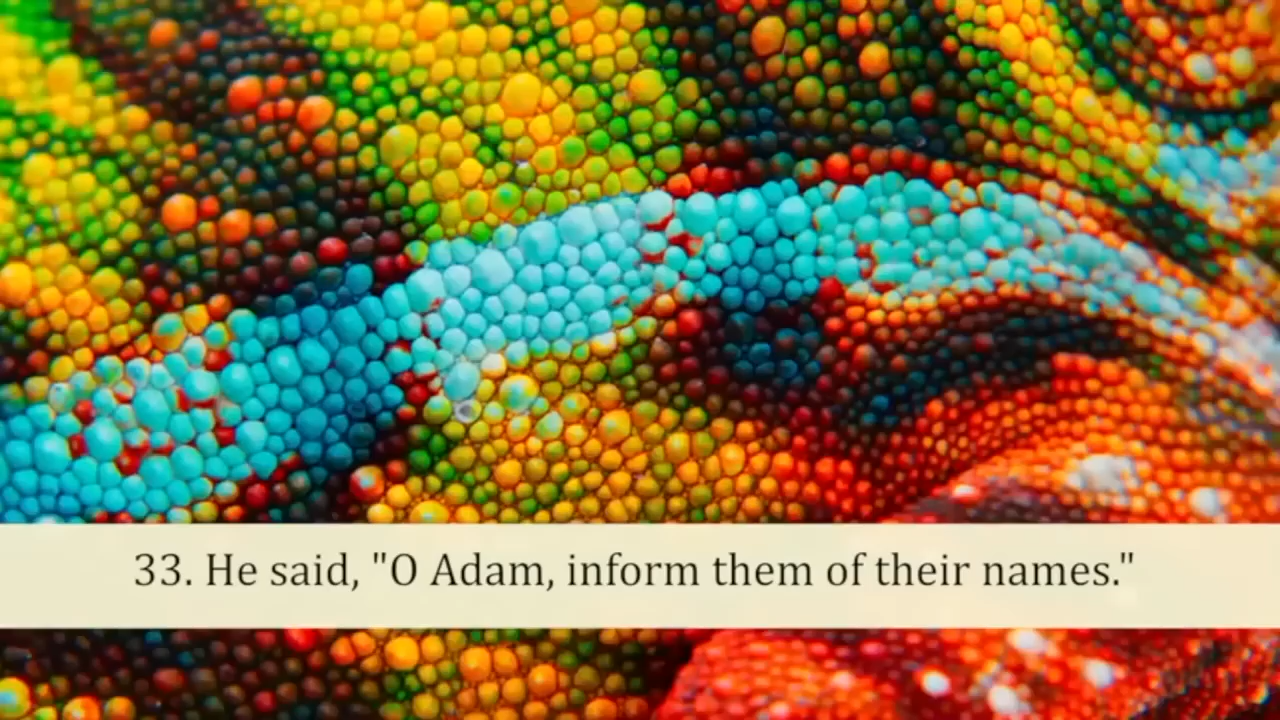 33. He said, "O Adam, inform them of their names."